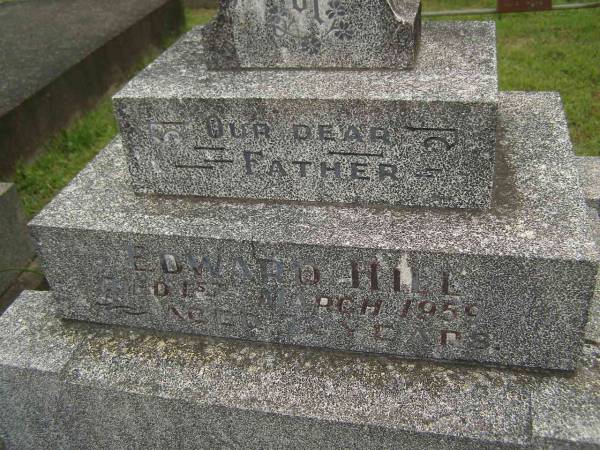 OUR DEAR
FATHER
EDWARD HILL
DIED 1ST MARCH
AGED YEARS.